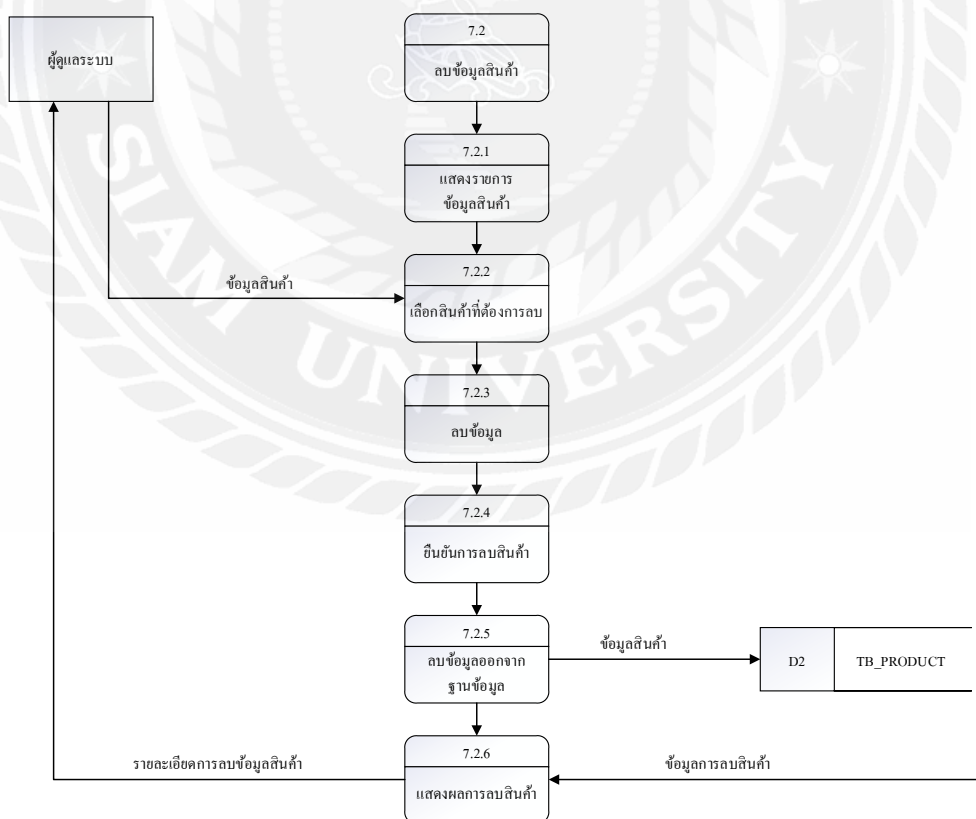 ผู้ดูแลระบบ
7.2
ลบข้อมูลสินค้า
7.2.1
แสดงรายการ
ข้อมูลสินค้า
ข้อมูลสินค้า
7.2.2
เลือกสินค้าที่ต้องการลบ
7.2.3
ลบข้อมูล
7.2.4
ยืนยันการลบสินค้า
7.2.5
ลบข้อมูลออกจาก
ฐานข้อมูล
ข้อมูลสินค้า
D2
TB_PRODUCT
รายละเอียดการลบข้อมูลสินค้า
7.2.6
แสดงผลการลบสินค้า
ข้อมูลการลบสินค้า
SIAM UNIVERSITY